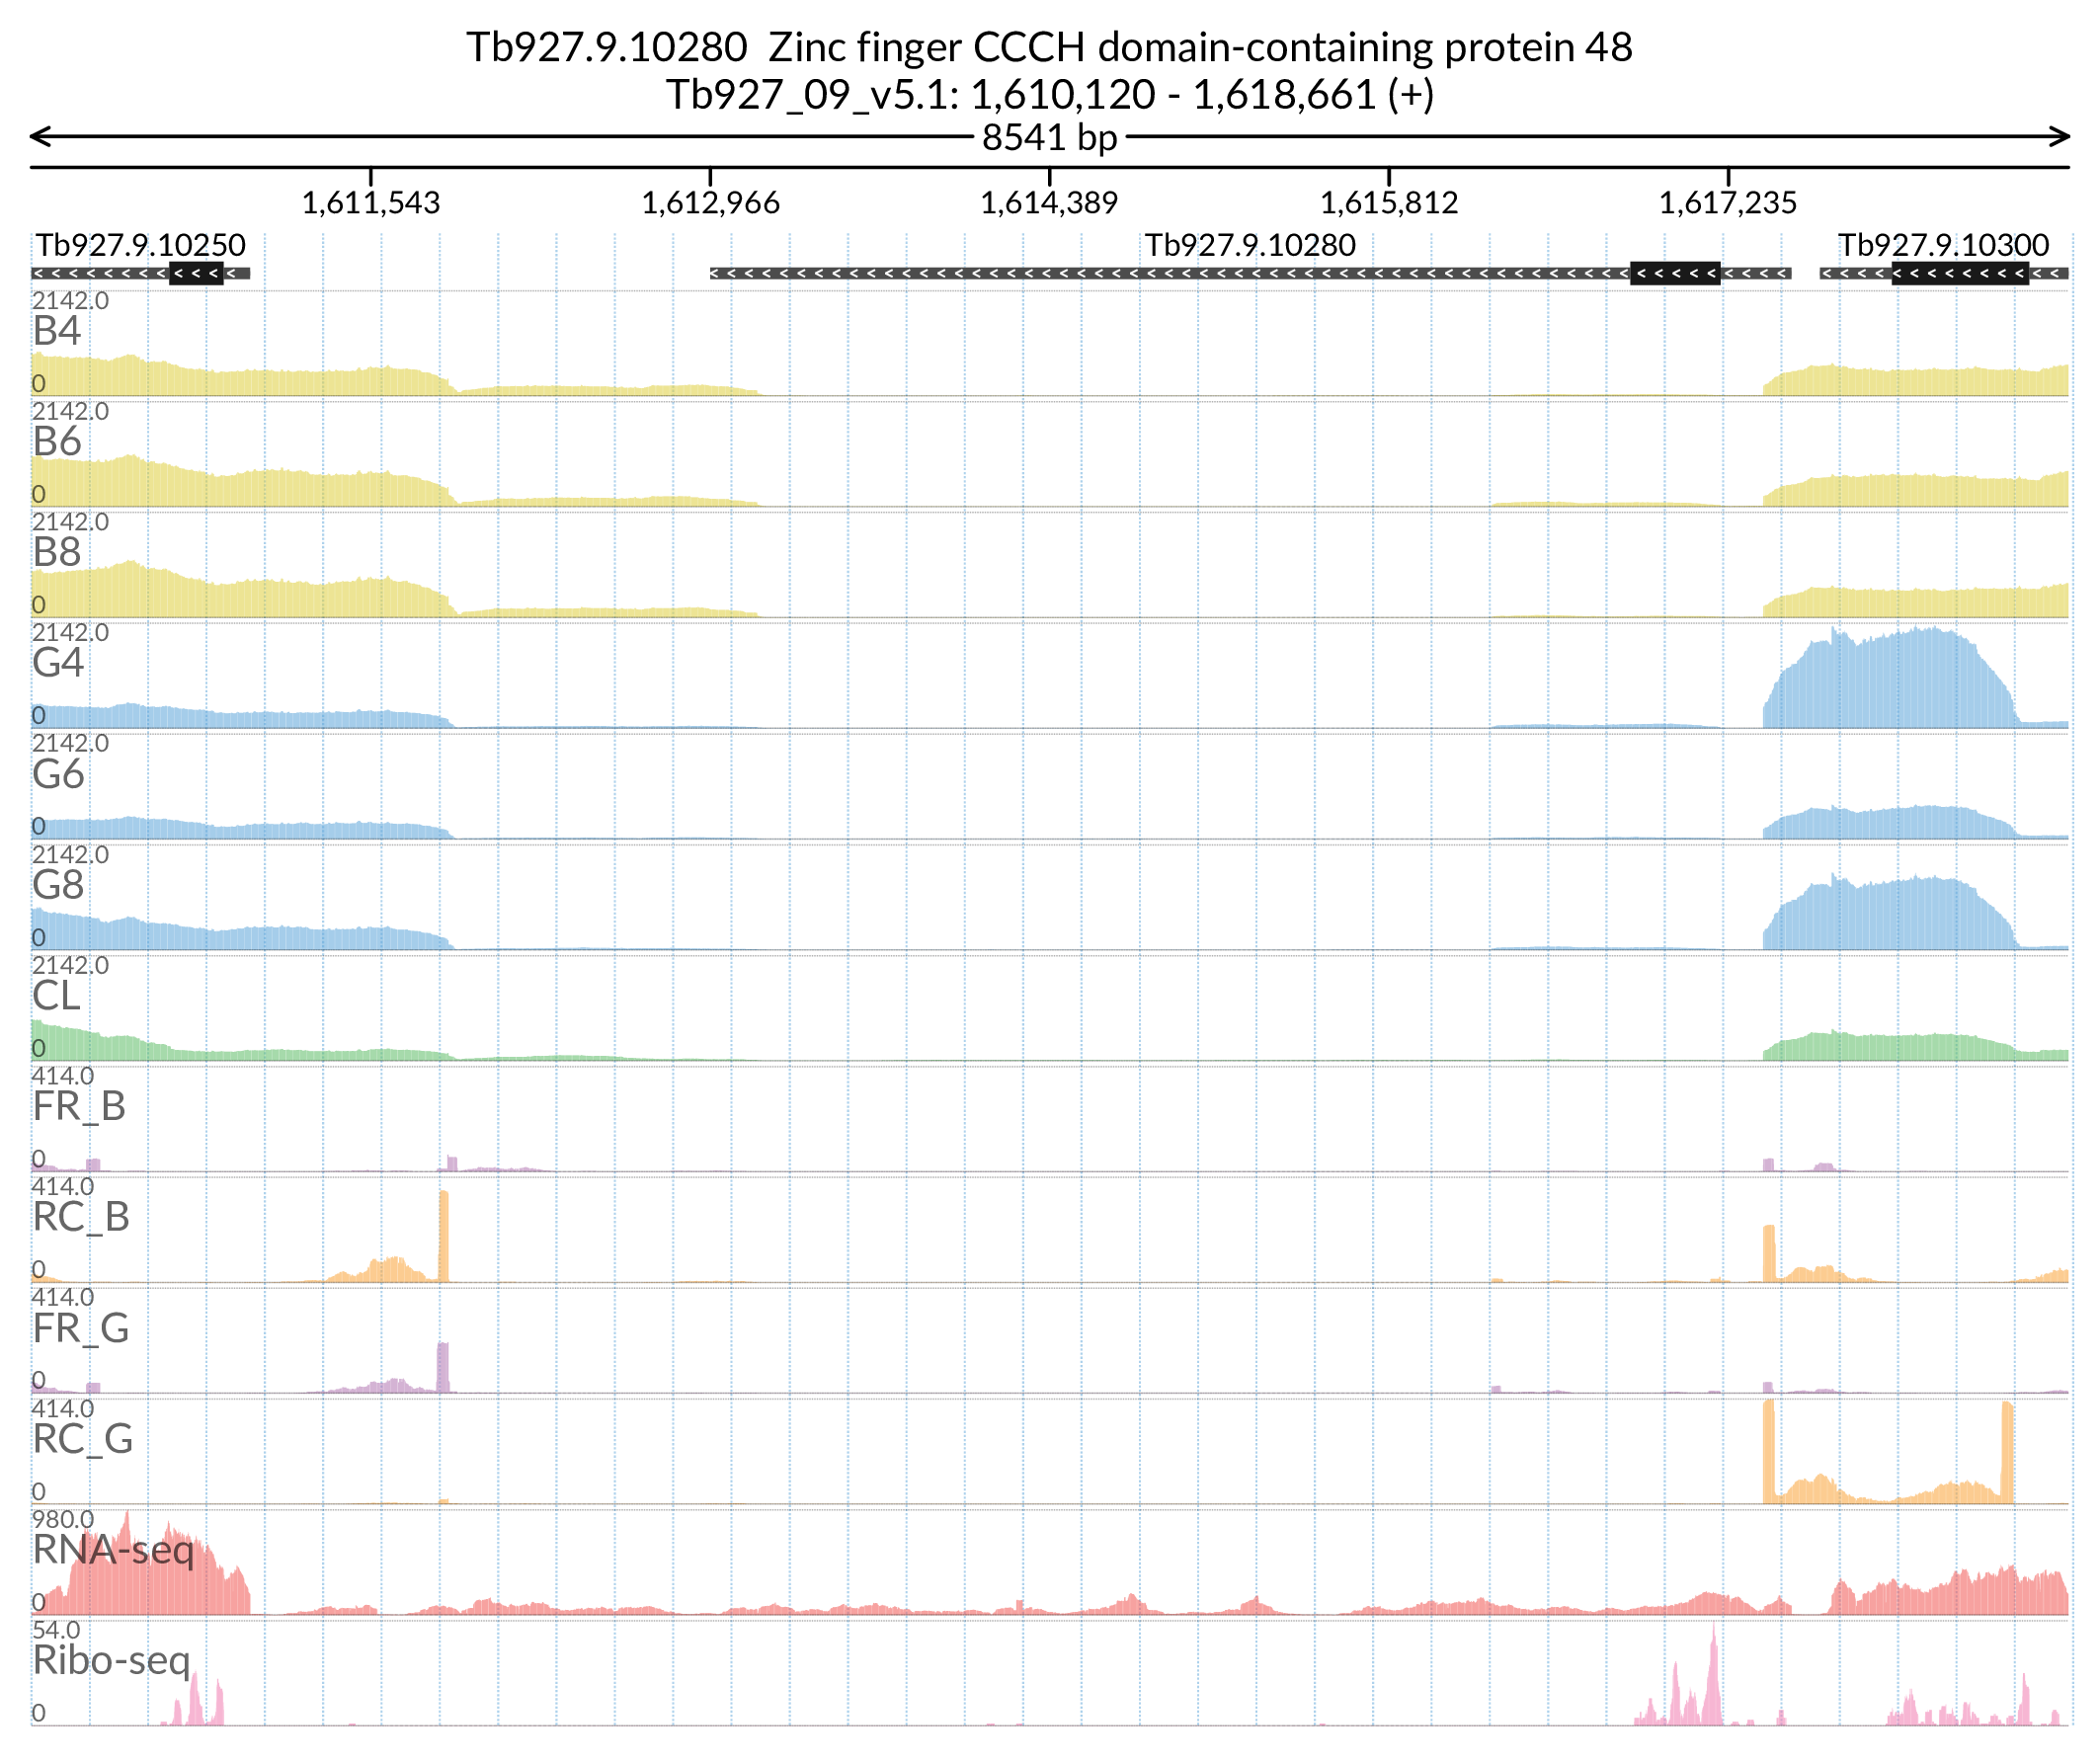 Tb927.9.10280  Zinc finger CCCH domain-containing protein 48
Tb927_09_v5.1: 1,610,120 - 1,618,661 (+)
8541 bp
1,611,543 1,612,966 1,614,389 1,615,812 1,617,235
Tb927.9.10250 Tb927.9.10280 Tb927.9.10300
2142.0
B4
0
2142.0
B6
0
2142.0
B8
0
2142.0
G4
0
2142.0
G6
0
2142.0
G8
0
2142.0
CL
0
414.0
FR_B
0
414.0
RC_B
0
414.0
FR_G
0
414.0
RC_G
0
980.0
RNA-seq
0
54.0
Ribo-seq
0